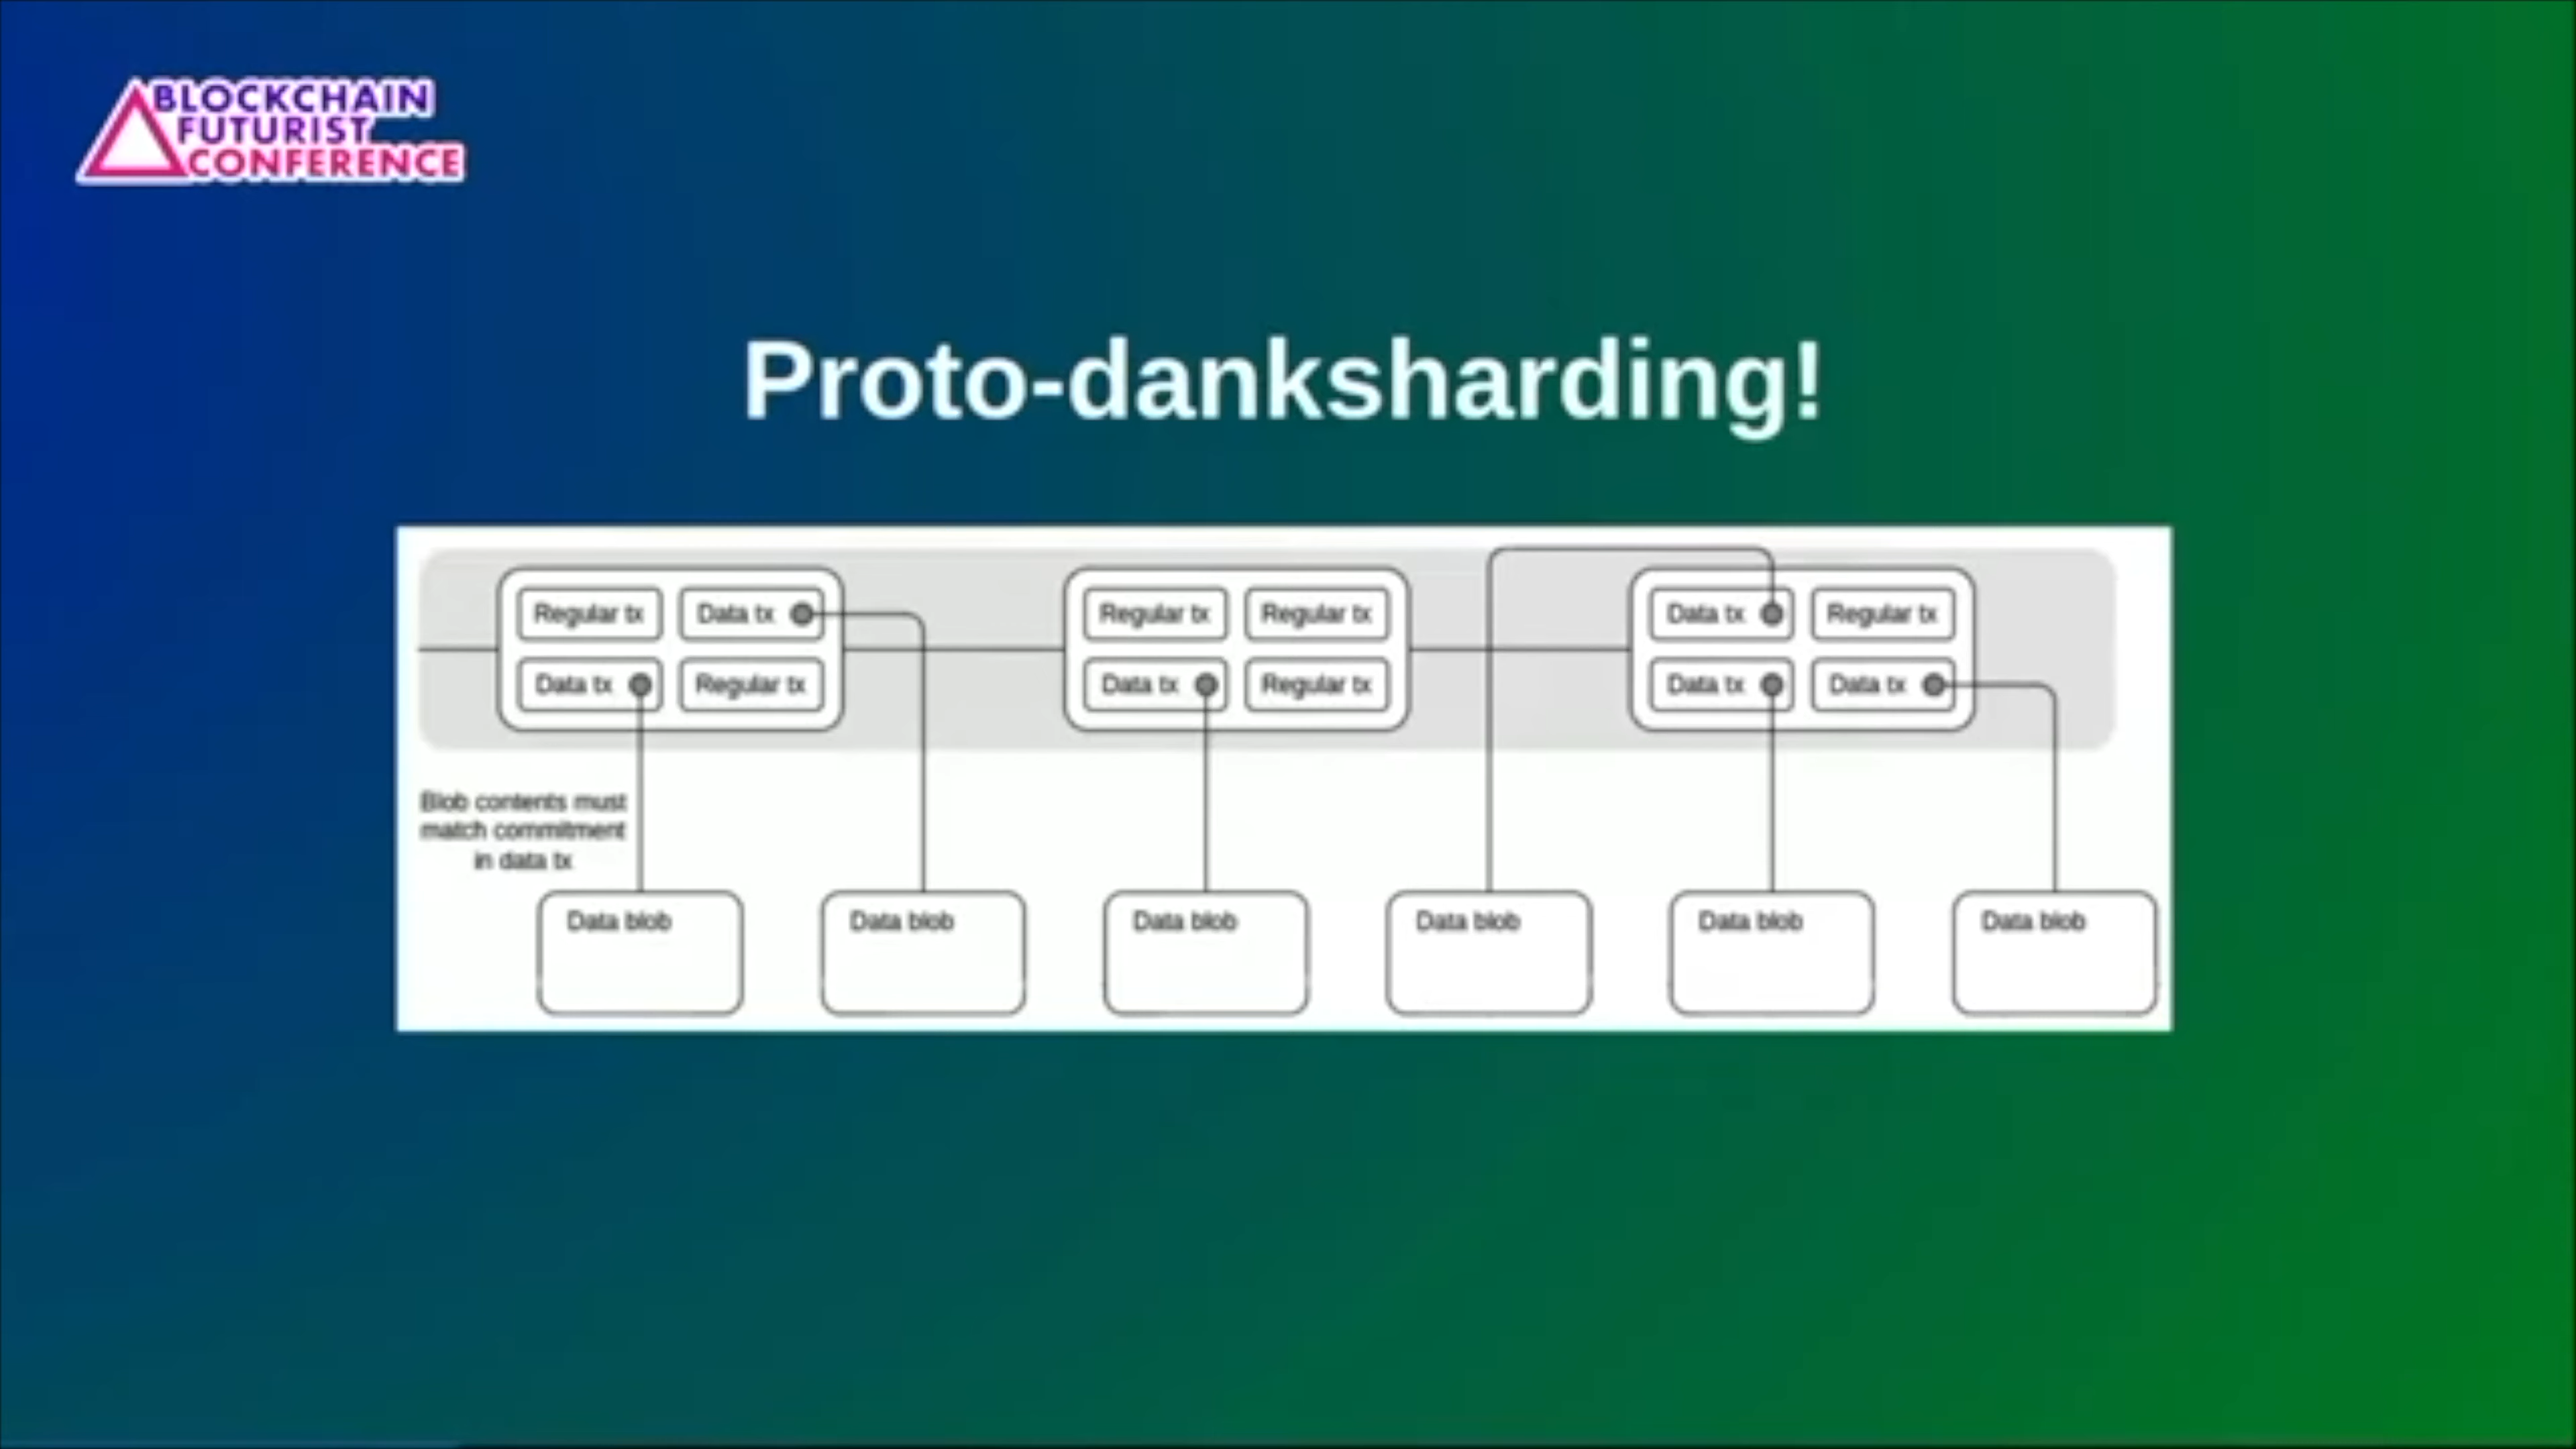 BLOCKCHAIN
FUTURIST
CONFERENCE
Proto-danksharding!
Regular tx
Data tx
Data tx
Regular tx
Regular tx
Regular tx
Data tx
Regular tx
Data tx
Regular tx
Data tx
Data tx
Blob contents must
match commitment
in data tx
Data blob
Data blob
Data blob
Data blob
Data blob
Data blob